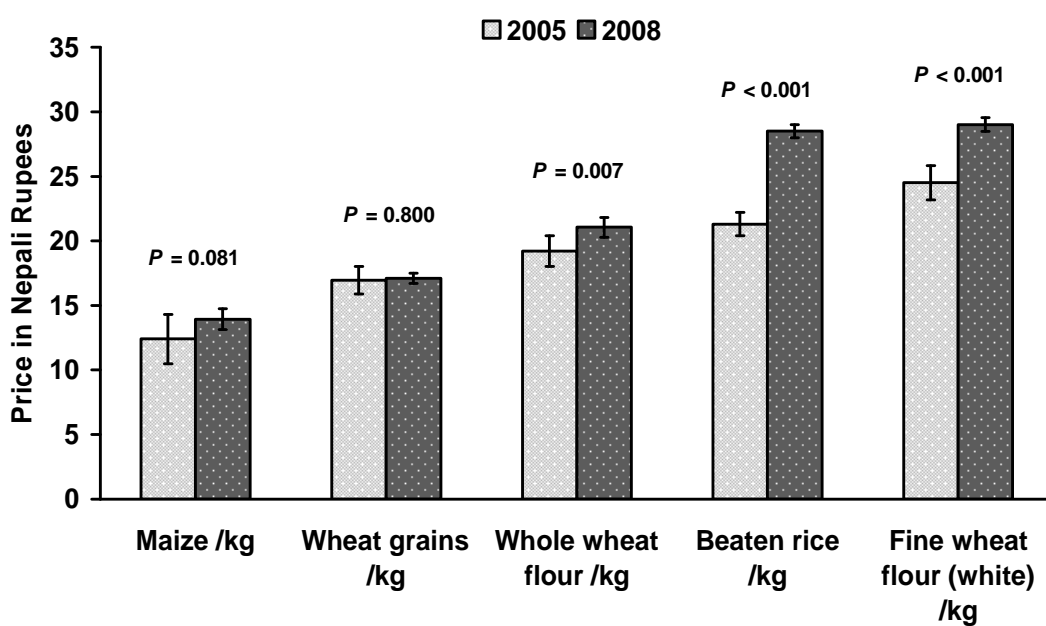 2005 2008
Price in Nepali Rupees
35
30
25
20
15
10
5
0
P = 0.081
P = 0.800
P = 0.007
P < 0.001
P < 0.001
Maize /kg
Wheat grains
/kg
Whole wheat
flour /kg
Beaten rice
/kg
Fine wheat
flour (white)
/kg